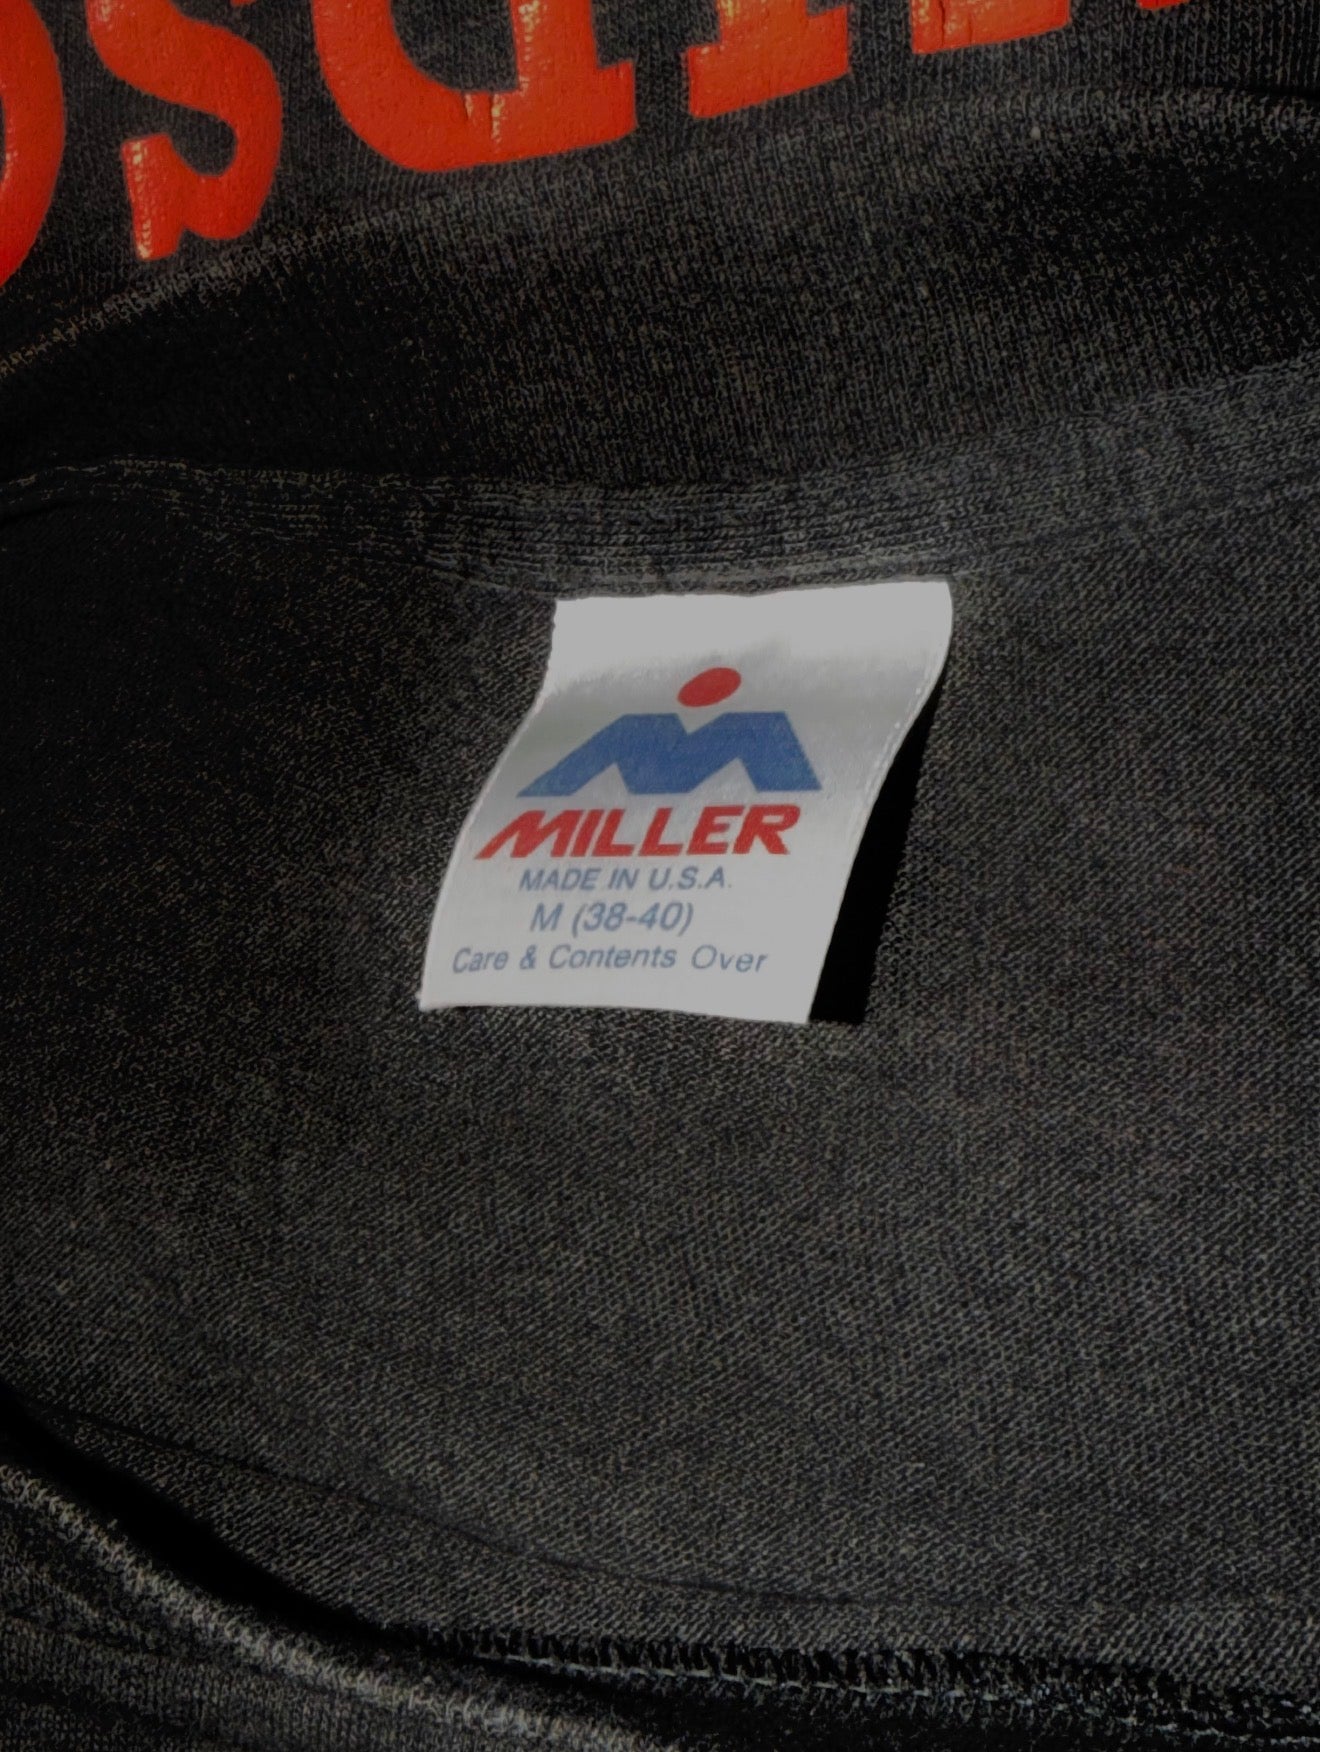 MILLER
MADE IN U.S.A.
M (38-40)
Care & Contents Over